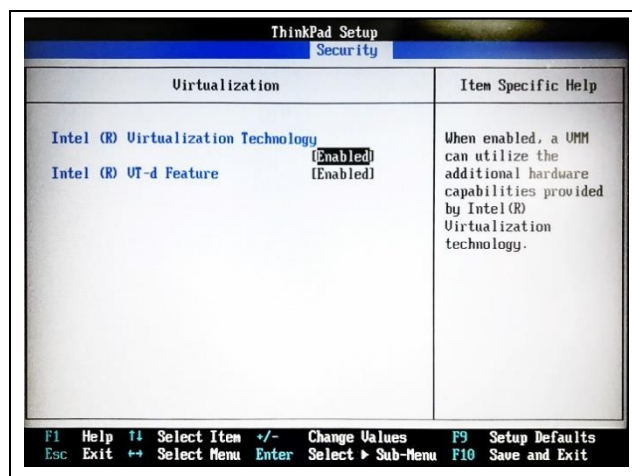 ThinkPad Setup
Security
Virtualization
Item Specific Help
Intel (R) Virtualization Technology
[Enabled]
Intel (R) VT-d Feature [Enabled]
When enabled, a VMM
can utilize the
additional hardware
capabilities provided
by Intel(R)
Virtualization
technology.
F1 Help ↑↓ Select Item +/- Change Values F9 Setup Defaults
Esc Exit ↔ Select Menu Enter Select ▶ Sub-Menu F10 Save and Exit